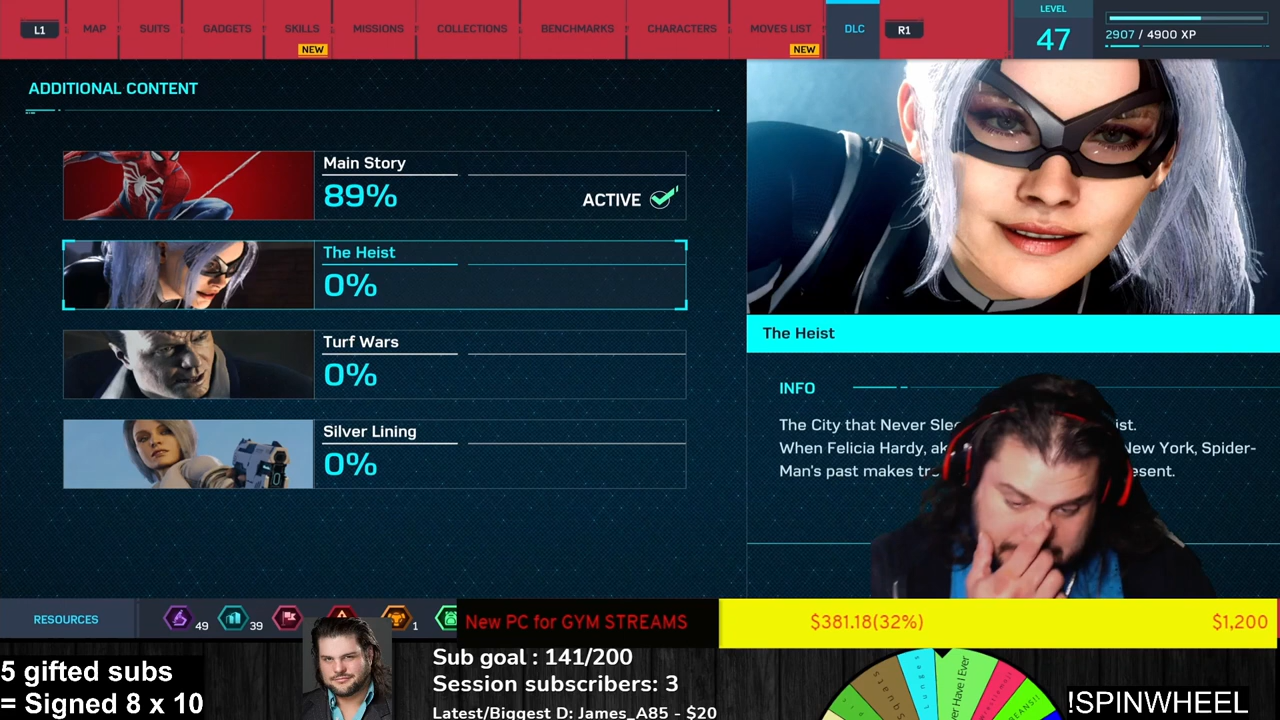 L1
MAP
SUITS
GADGETS
SKILLS
NEW
MISSIONS
COLLECTIONS
BENCHMARKS
CHARACTERS
MOVES LIST
NEW
DLC
R1
LEVEL
47
2907 / 4900 XP
ADDITIONAL CONTENT
Main Story
89%
ACTIVE
The Heist
0%
Turf Wars
0%
Silver Lining
0%
The Heist
INFO
The City that Never ist.
When Felicia Hardy, New York, Spider-
Man's past makes
RESOURCES
49
39
1
New PC for GYM STREAMS
$381.18(32%)
$1,200
5 gifted subs
= Signed 8 x 10
Sub goal : 141/200
Session subscribers: 3
Latest/Biggest D: James_A85 - $20
Squats
Lunges
Have I Ever
!SPINWHEEL